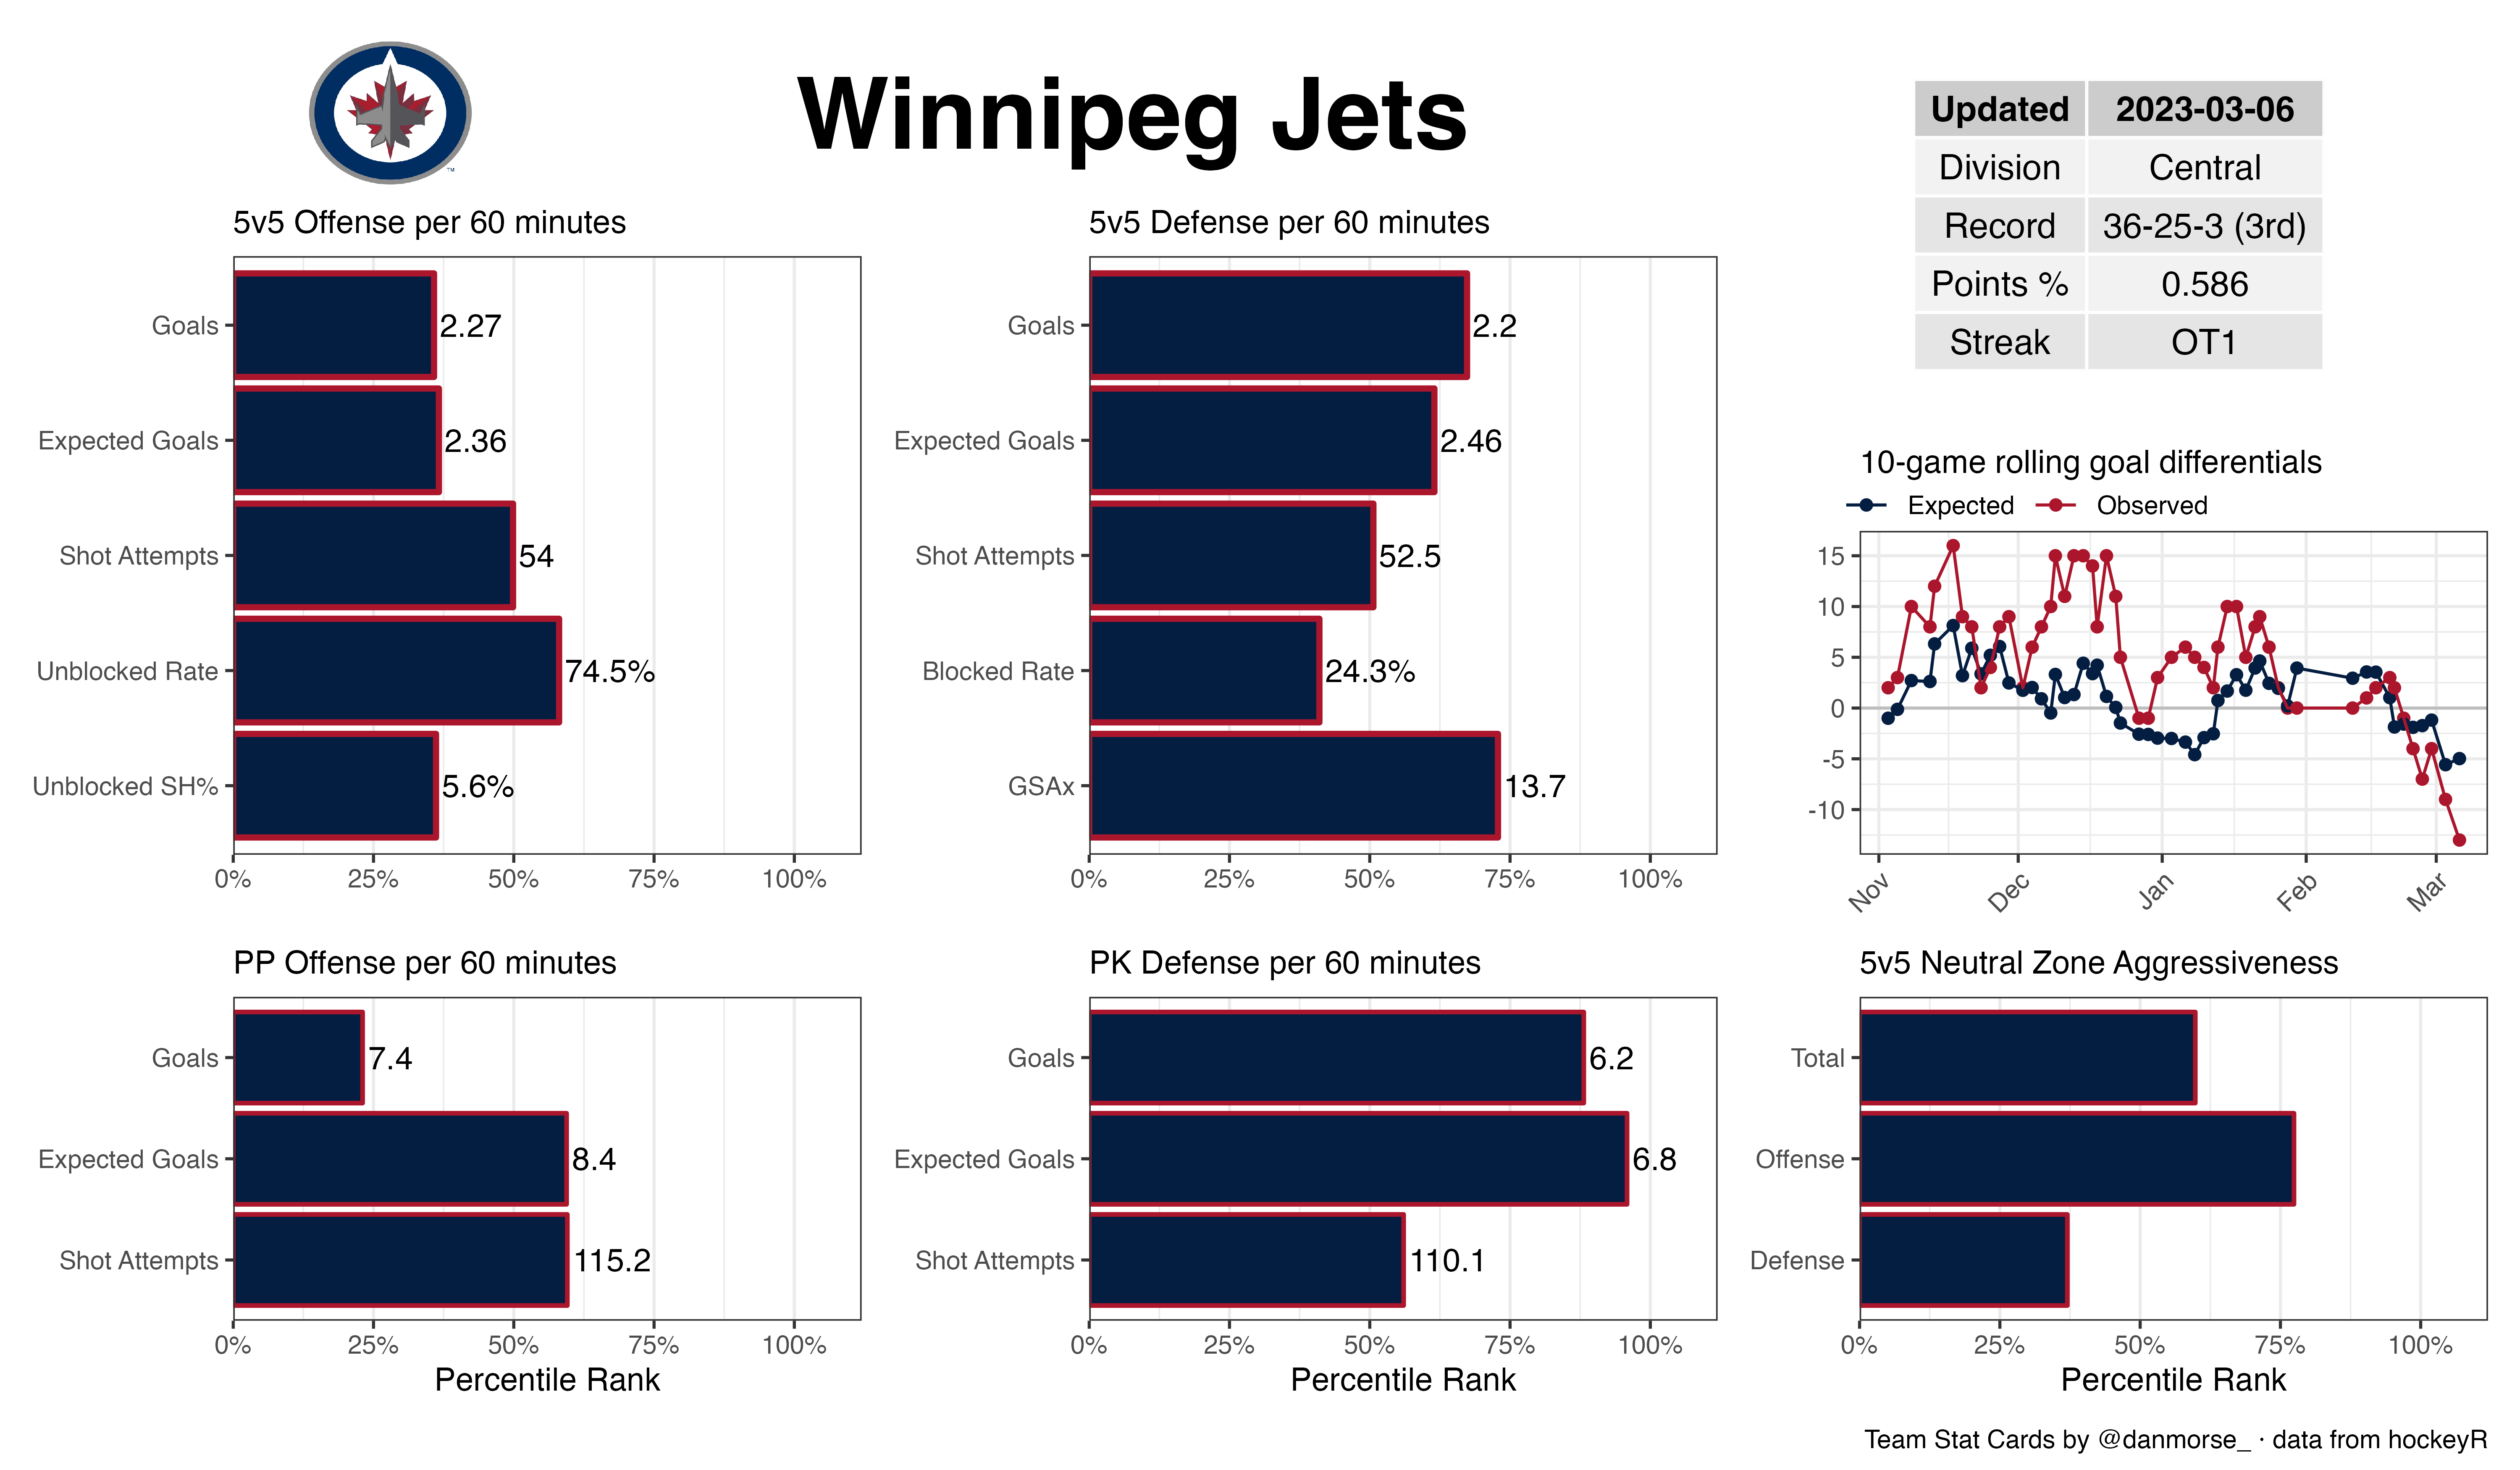 Winnipeg Jets
TM
Updated 2023-03-06
Division Central
Record 36-25-3 (3rd)
Points % 0.586
Streak OT1
5v5 Offense per 60 minutes
Goals 2.27
Expected Goals 2.36
Shot Attempts 54
Unblocked Rate 74.5%
Unblocked SH% 5.6%
0% 25% 50% 75% 100%
5v5 Defense per 60 minutes
Goals 2.2
Expected Goals 2.46
Shot Attempts 52.5
Blocked Rate 24.3%
GSAx 13.7
0% 25% 50% 75% 100%
10-game rolling goal differentials
Expected Observed
15
10
5
0
-5
-10
Nov Dec Jan Feb Mar
PP Offense per 60 minutes
Goals 7.4
Expected Goals 8.4
Shot Attempts 115.2
0% 25% 50% 75% 100%
Percentile Rank
PK Defense per 60 minutes
Goals 6.2
Expected Goals 6.8
Shot Attempts 110.1
0% 25% 50% 75% 100%
Percentile Rank
5v5 Neutral Zone Aggressiveness
Total
Offense
Defense
0% 25% 50% 75% 100%
Percentile Rank
Team Stat Cards by @danmorse_ · data from hockeyR